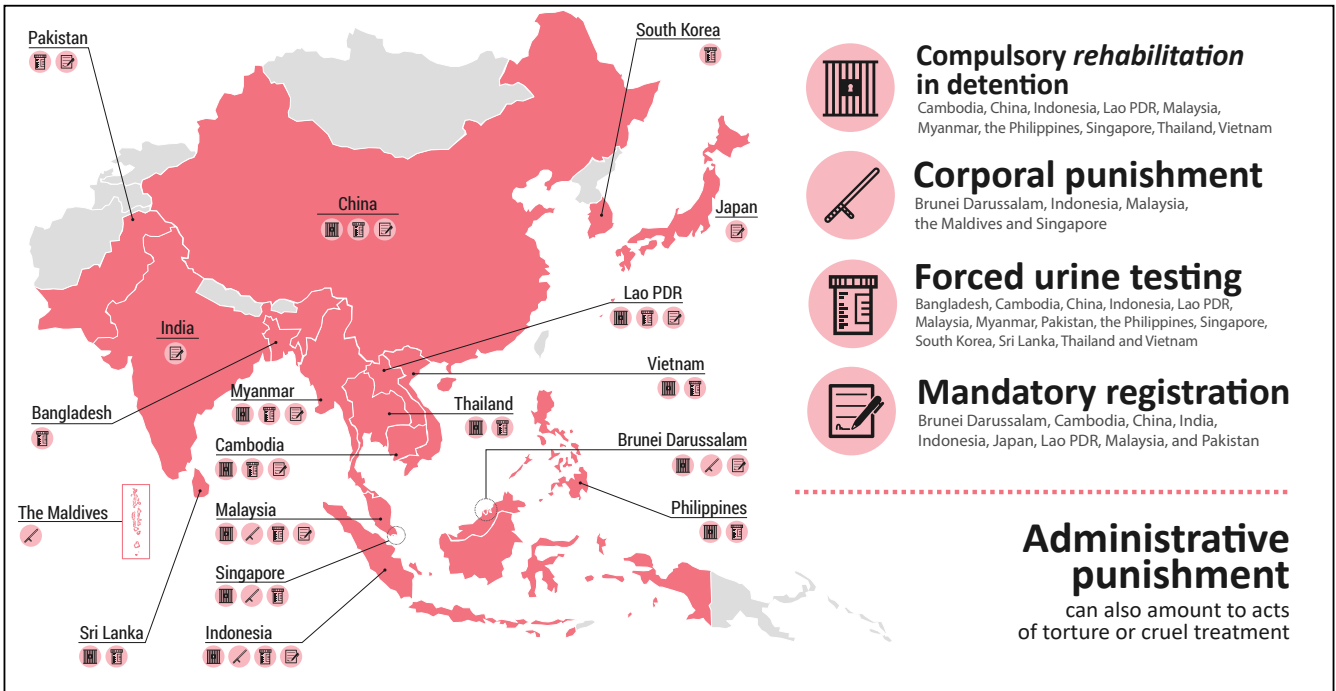 Pakistan
South Korea
China
Japan
Lao PDR
India
Vietnam
Myanmar
Thailand
Bangladesh
Cambodia
Brunei Darussalam
The Maldives
Malaysia
Philippines
Singapore
Sri Lanka
Indonesia
Compulsory rehabilitation
in detention
Cambodia, China, Indonesia, Lao PDR, Malaysia,
Myanmar, the Philippines, Singapore, Thailand, Vietnam
Corporal punishment
Brunei Darussalam, Indonesia, Malaysia,
the Maldives and Singapore
Forced urine testing
Bangladesh, Cambodia, China, Indonesia, Lao PDR,
Malaysia, Myanmar, Pakistan, the Philippines, Singapore,
South Korea, Sri Lanka, Thailand and Vietnam
Mandatory registration
Brunei Darussalam, Cambodia, China, India,
Indonesia, Japan, Lao PDR, Malaysia, and Pakistan
Administrative
punishment
can also amount to acts
of torture or cruel treatment